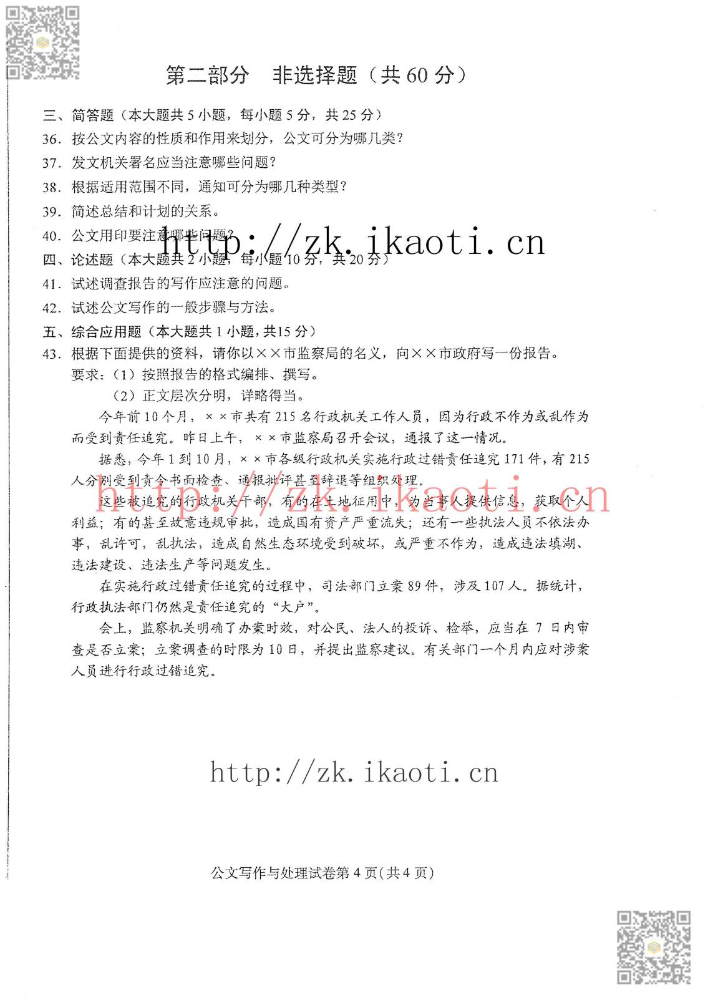 第二部分 非选择题（共 60 分）
三、简答题（本大题共 5 小题，每小题 5 分，共 25 分）
36．按公文内容的性质和作用来划分，公文可分为哪几类？
37．发文机关署名应当注意哪些问题？
38．根据适用范围不同，通知可分为哪几种类型？
39．简述总结和计划的关系。
40．公文用印要注意哪些问题？
http://zk.ikaoti.cn
四、论述题（本大题共 2 小题，每小题 10 分，共 20 分）
41．试述调查报告的写作应注意的问题。
42．试述公文写作的一般步骤与方法。
五、综合应用题（本大题共 1 小题，共15 分）
43．根据下面提供的资料，请你以××市监察局的名义，向××市政府写一份报告。
要求：（1）按照报告的格式编排、撰写。
（2）正文层次分明，详略得当。
今年前 10 个月，××市共有 215 名行政机关工作人员，因为行政不作为或乱作为
而受到责任追究。昨日上午，××市监察局召开会议，通报了这一情况。
据悉，今年 1 到 10 月，××市各级行政机关实施行政过错责任追究 171 件，有 215
人分别受到责令书面检查、通报批评甚至辞退等组织处理。
http://zk.ikaoti.cn
这些被追究的行政机关干部，有的在土地征用中，为当事人提供信息，获取个人
利益；有的甚至故意违规审批，造成国有资产严重流失；还有一些执法人员不依法办
事，乱许可，乱执法，造成自然生态环境受到破坏，或严重不作为，造成违法填湖、
违法建设、违法生产等问题发生。
在实施行政过错责任追究的过程中，司法部门立案 89 件，涉及 107 人。据统计，
行政执法部门仍然是责任追究的“大户”。
会上，监察机关明确了办案时效，对公民、法人的投诉、检举，应当在 7 日内审
查是否立案；立案调查的时限为 10 日，并提出监察建议。有关部门一个月内应对涉案
人员进行行政过错追究。
http://zk.ikaoti.cn
公文写作与处理试卷第 4 页（共 4 页）